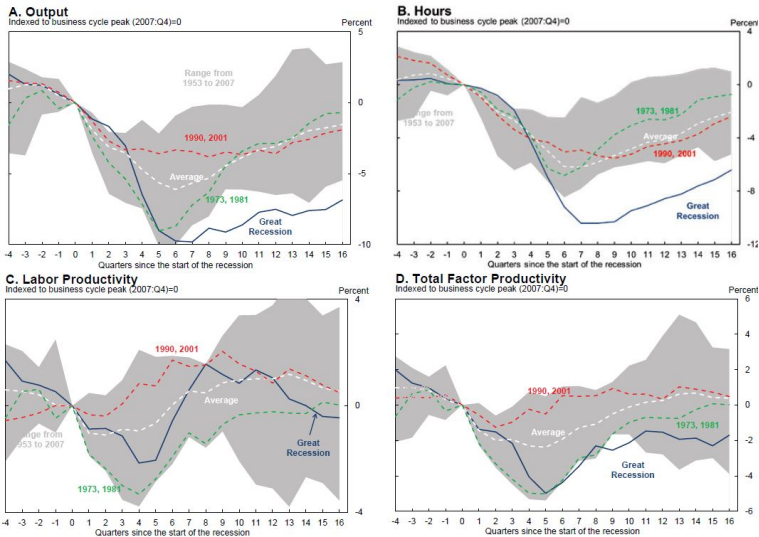 A. Output
Indexed to business cycle peak (2007:Q4)=0 Percent
5
0
-5
-10
Range from
1953 to 2007
1990, 2001
Average
1973, 1981
Great
Recession
-4 -3 -2 -1 0 1 2 3 4 5 6 7 8 9 10 11 12 13 14 15 16
Quarters since the start of the recession
B. Hours
Indexed to business cycle peak (2007:Q4)=0 Percent
4
0
-4
-8
-12
ange from
1953 to 2007
1973, 1981
Average
1990, 2001
Great
Recession
-4 -3 -2 -1 0 1 2 3 4 5 6 7 8 9 10 11 12 13 14 15 16
Quarters since the start of the recession
C. Labor Productivity
Indexed to business cycle peak (2007:Q4)=0 Percent
4
0
-4
1990, 2001
Average
ange from
1953 to 2007
Great
Recession
1973, 1981
-4 -3 -2 -1 0 1 2 3 4 5 6 7 8 9 10 11 12 13 14 15 16
Quarters since the start of the recession
D. Total Factor Productivity
Indexed to business cycle peak (2007:Q4)=0 Percent
6
4
2
0
-2
-4
-6
1990, 2001
Average
ange from
1953 to 2007
1973, 1981
Great
Recession
-4 -3 -2 -1 0 1 2 3 4 5 6 7 8 9 10 11 12 13 14 15 16
Quarters since the start of the recession